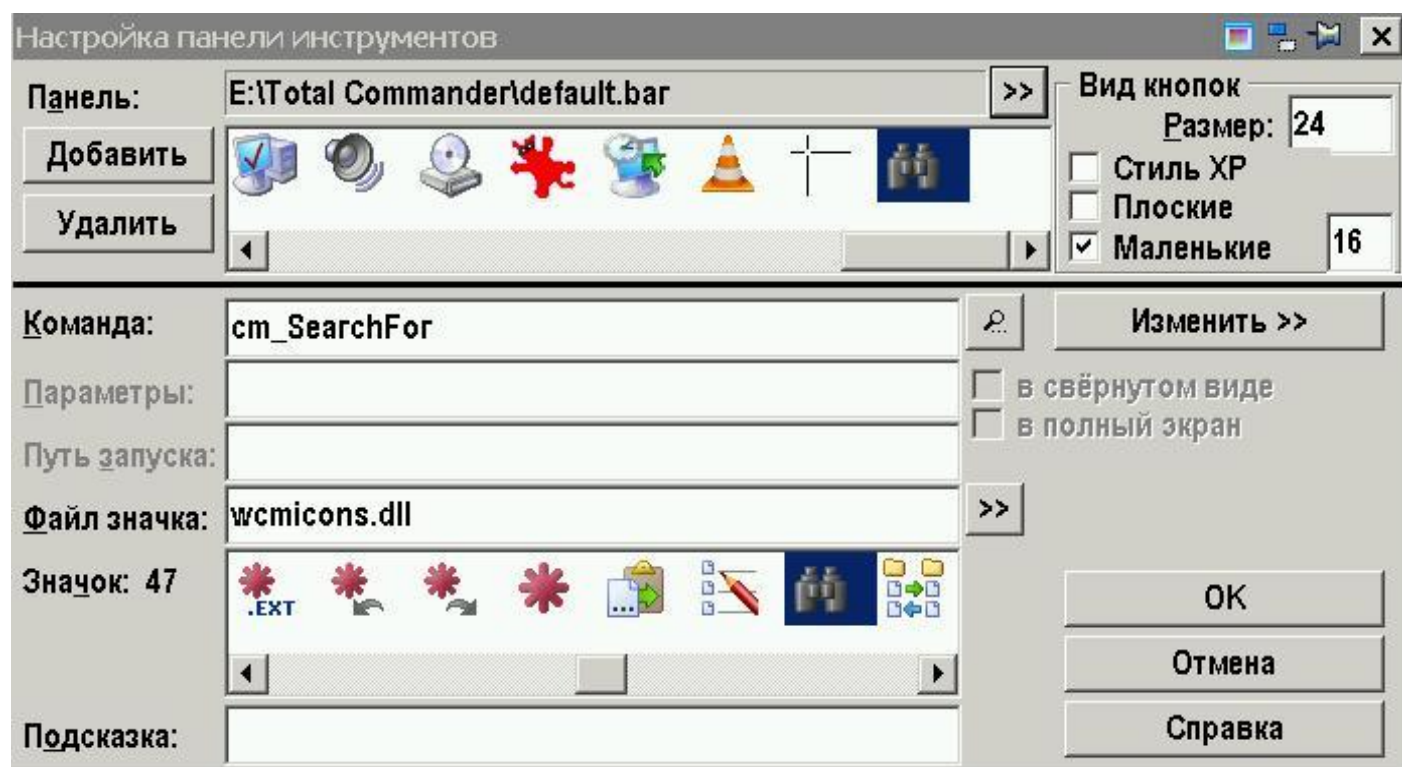 Настройка панели инструментов
Панель:
E:\Total Commander\default.bar
>>
Вид кнопок
Добавить
Удалить
Размер: 24
Стиль XP
Плоские
Маленькие 16
Команда:
cm_SearchFor
Изменить >>
Параметры:
в свёрнутом виде
в полный экран
Путь запуска:
Файл значка:
wcmicons.dll
>>
Значок: 47
.EXT
OK
Отмена
Подсказка:
Справка